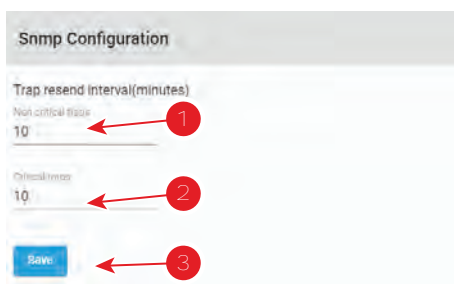 Snmp Configuration
Trap resend interval(minutes)
Non critical traps
10
1
Critical traps
10
2
Save
3